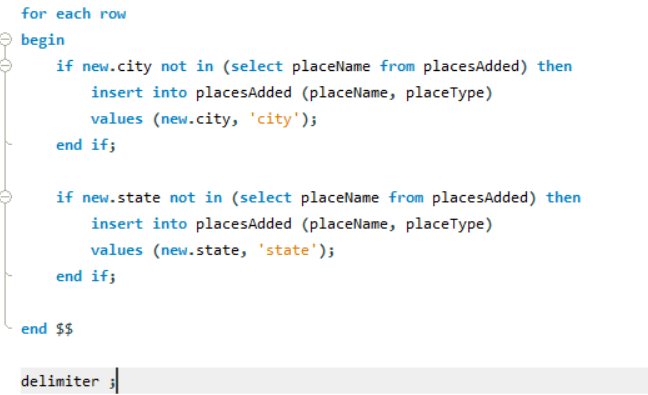 for each row
begin
if new.city not in (select placeName from placesAdded) then
insert into placesAdded (placeName, placeType)
values (new.city, 'city');
end if;
if new.state not in (select placeName from placesAdded) then
insert into placesAdded (placeName, placeType)
values (new.state, 'state');
end if;
end $$
delimiter ;